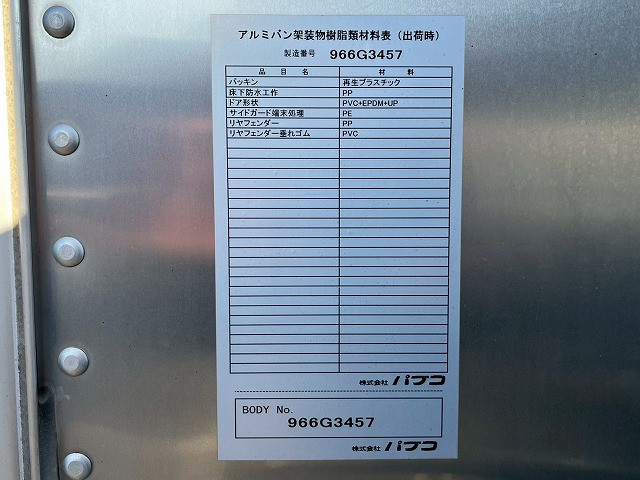 アルミバン架装物樹脂類材料表（出荷時）
製造番号 966G3457
品目名 材料
パッキン 再生プラスチック
床下防水工作 PP
ドア形状 PVC+EPDM+UP
サイドガード端末処理 PE
リヤフェンダー PP
リヤフェンダー垂れゴム PVC
株式会社 パブコ
BODY No.
966G3457
株式会社 パブコ